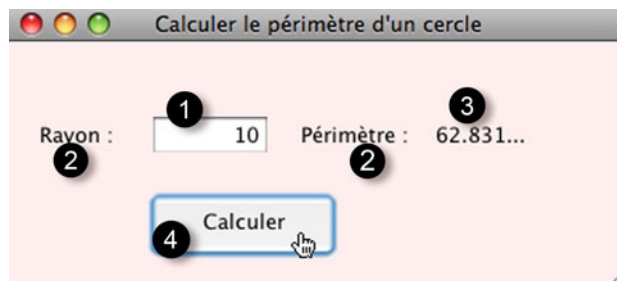 Calculer le périmètre d'un cercle
1 3
Rayon : 10 Périmètre : 62.831...
2 2
Calculer
4